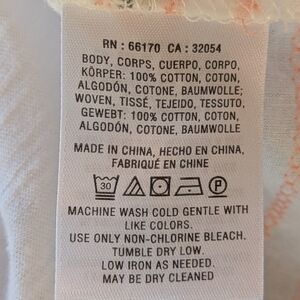 RN : 66170 CA : 32054
BODY, CORPS, CUERPO, CORPO,
KÖRPER: 100% COTTON, COTON,
ALGODÓN, COTONE, BAUMWOLLE;
WOVEN, TISSÉ, TEJEIDO, TESSUTO,
GEWEBT: 100% COTTON, COTON,
ALGODÓN, COTONE, BAUMWOLLE
MADE IN CHINA, HECHO EN CHINA,
FABRIQUÉ EN CHINE
30 P
MACHINE WASH COLD GENTLE WITH
LIKE COLORS.
USE ONLY NON-CHLORINE BLEACH.
TUMBLE DRY LOW.
LOW IRON AS NEEDED.
MAY BE DRY CLEANED